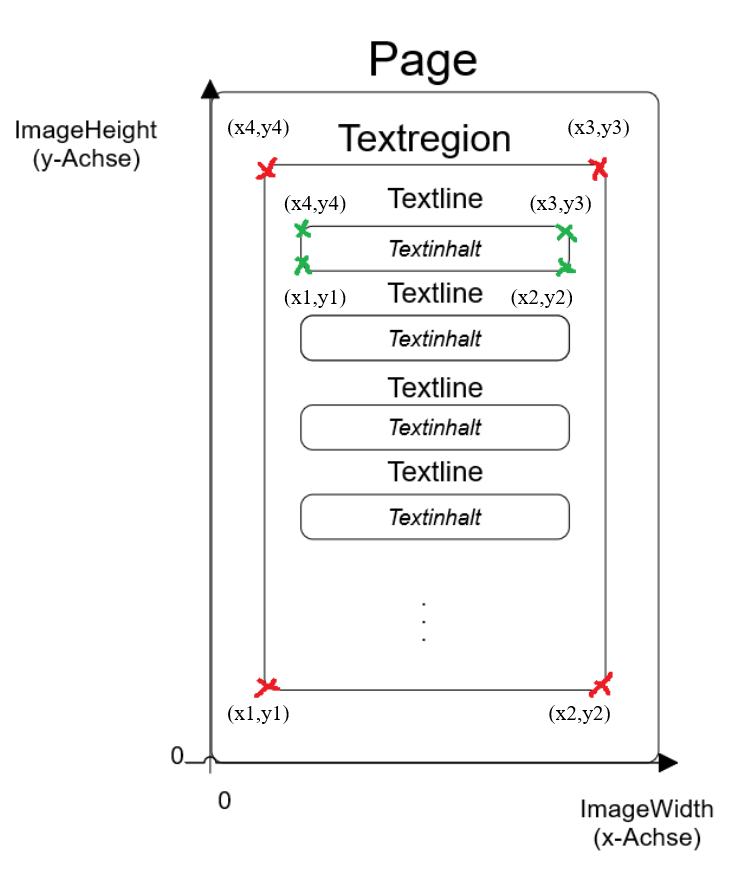 Page
ImageHeight
(y-Achse)
(x4,y4)
Textregion
(x3,y3)
(x4,y4)
Textline
(x3,y3)
Textinhalt
(x1,y1)
Textline
(x2,y2)
Textinhalt
Textline
Textinhalt
Textline
Textinhalt
.
.
.
(x1,y1)
(x2,y2)
0
0
ImageWidth
(x-Achse)